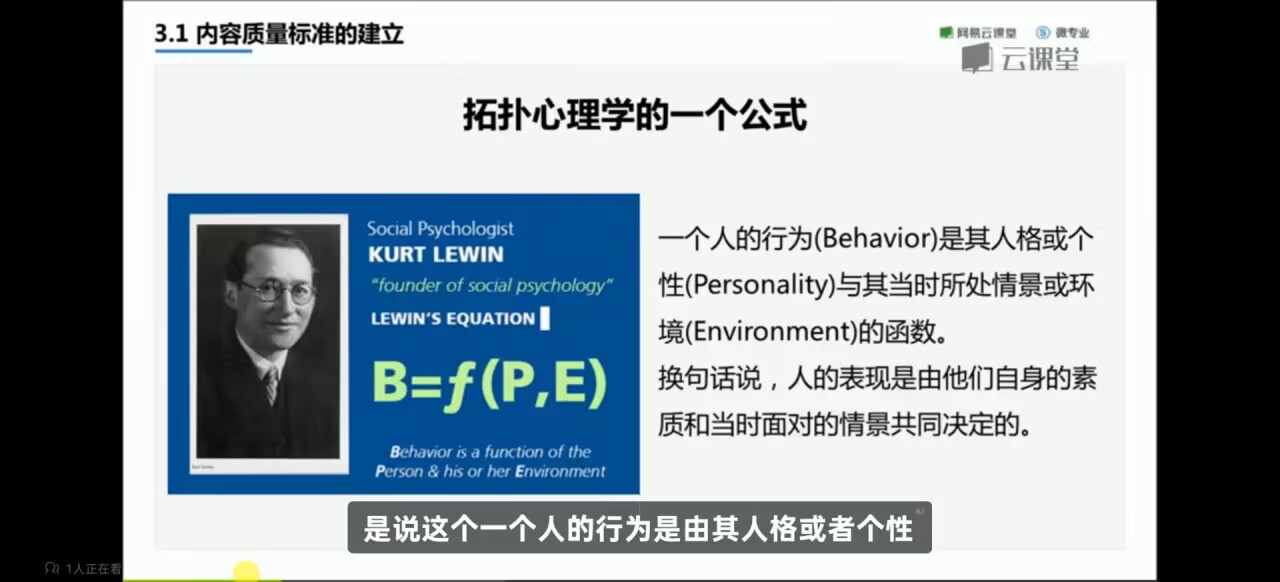 3.1 内容质量标准的建立
网易云课堂 微专业
云课堂
拓扑心理学的一个公式
Social Psychologist
KURT LEWIN
"founder of social psychology"
LEWIN'S EQUATION
B=f(P,E)
Behavior is a function of the
Person & his or her Environment
一个人的行为(Behavior)是其人格或个
性(Personality)与其当时所处情景或环
境(Environment)的函数。
换句话说，人的表现是由他们自身的素
质和当时面对的情景共同决定的。
是说这个一个人的行为是由其人格或者个性
1人正在看